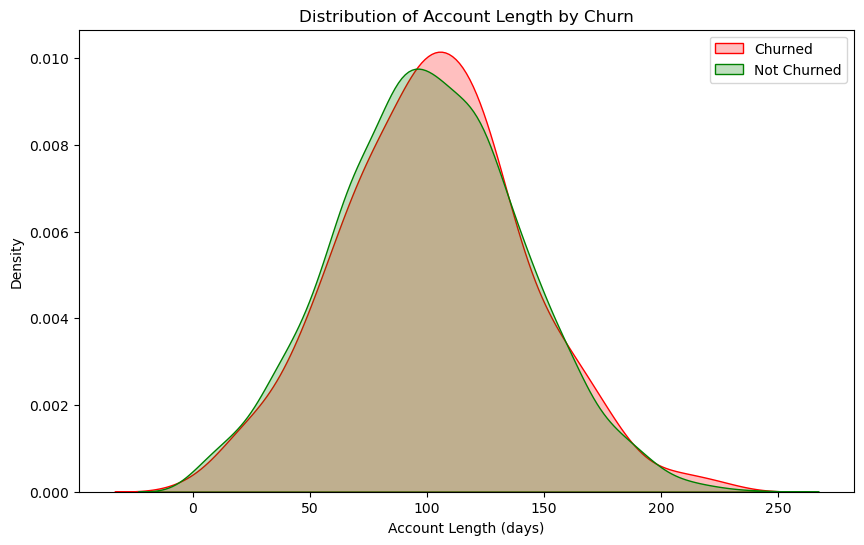 Distribution of Account Length by Churn
Churned
Not Churned
0.010
0.008
0.006
0.004
0.002
0.000
Density
0
50
100
150
200
250
Account Length (days)